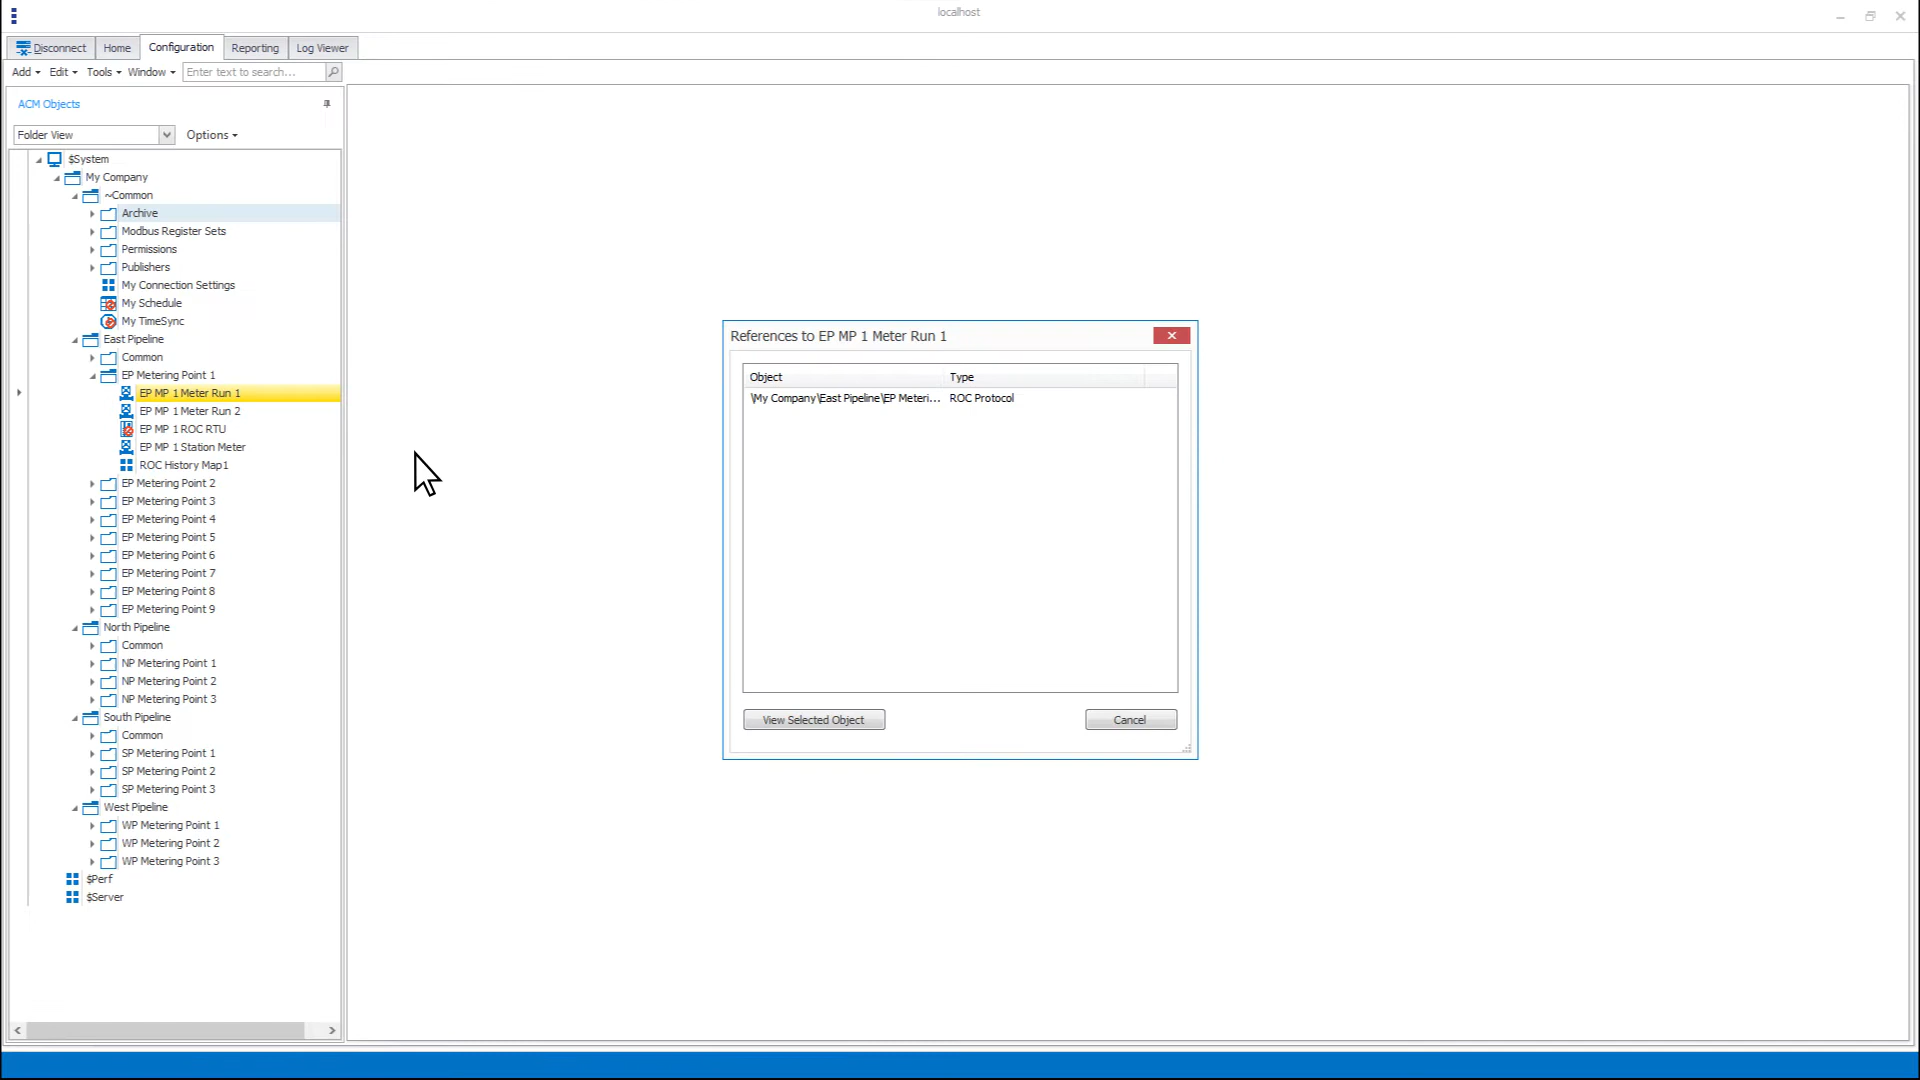 localhost
Disconnect Home Configuration Reporting Log Viewer
Add Edit Tools Window Enter text to search...
ACM Objects
Folder View Options
$System
My Company
~Common
Archive
Modbus Register Sets
Permissions
Publishers
My Connection Settings
My Schedule
My TimeSync
East Pipeline
Common
EP Metering Point 1
EP MP 1 Meter Run 1
EP MP 1 Meter Run 2
EP MP 1 ROC RTU
EP MP 1 Station Meter
ROC History Map1
EP Metering Point 2
EP Metering Point 3
EP Metering Point 4
EP Metering Point 5
EP Metering Point 6
EP Metering Point 7
EP Metering Point 8
EP Metering Point 9
North Pipeline
Common
NP Metering Point 1
NP Metering Point 2
NP Metering Point 3
South Pipeline
Common
SP Metering Point 1
SP Metering Point 2
SP Metering Point 3
West Pipeline
WP Metering Point 1
WP Metering Point 2
WP Metering Point 3
$Perf
$Server
References to EP MP 1 Meter Run 1
Object Type
\My Company\East Pipeline\EP Meteri... ROC Protocol
View Selected Object Cancel